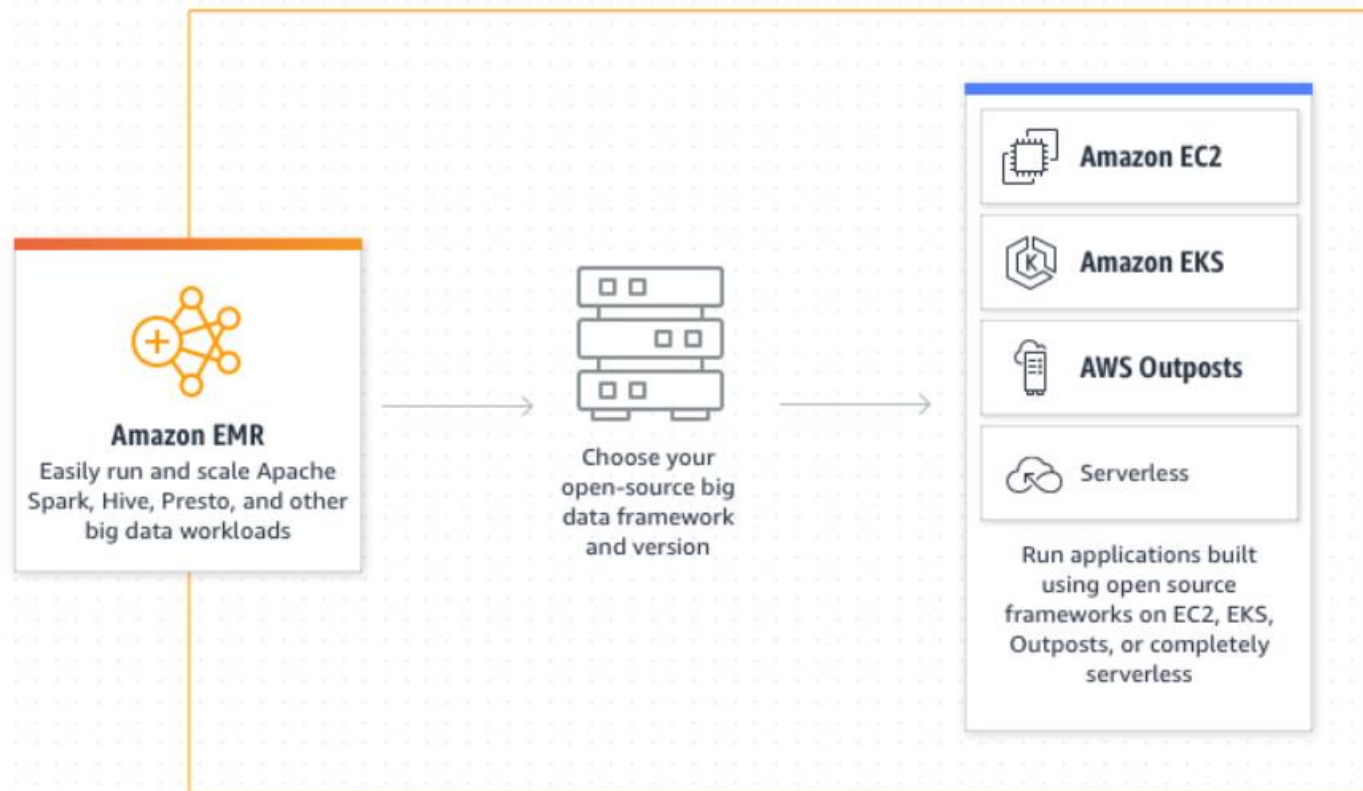 Amazon EMR
Easily run and scale Apache
Spark, Hive, Presto, and other
big data workloads
Choose your
open-source big
data framework
and version
Amazon EC2
Amazon EKS
AWS Outposts
Serverless
Run applications built
using open source
frameworks on EC2, EKS,
Outposts, or completely
serverless